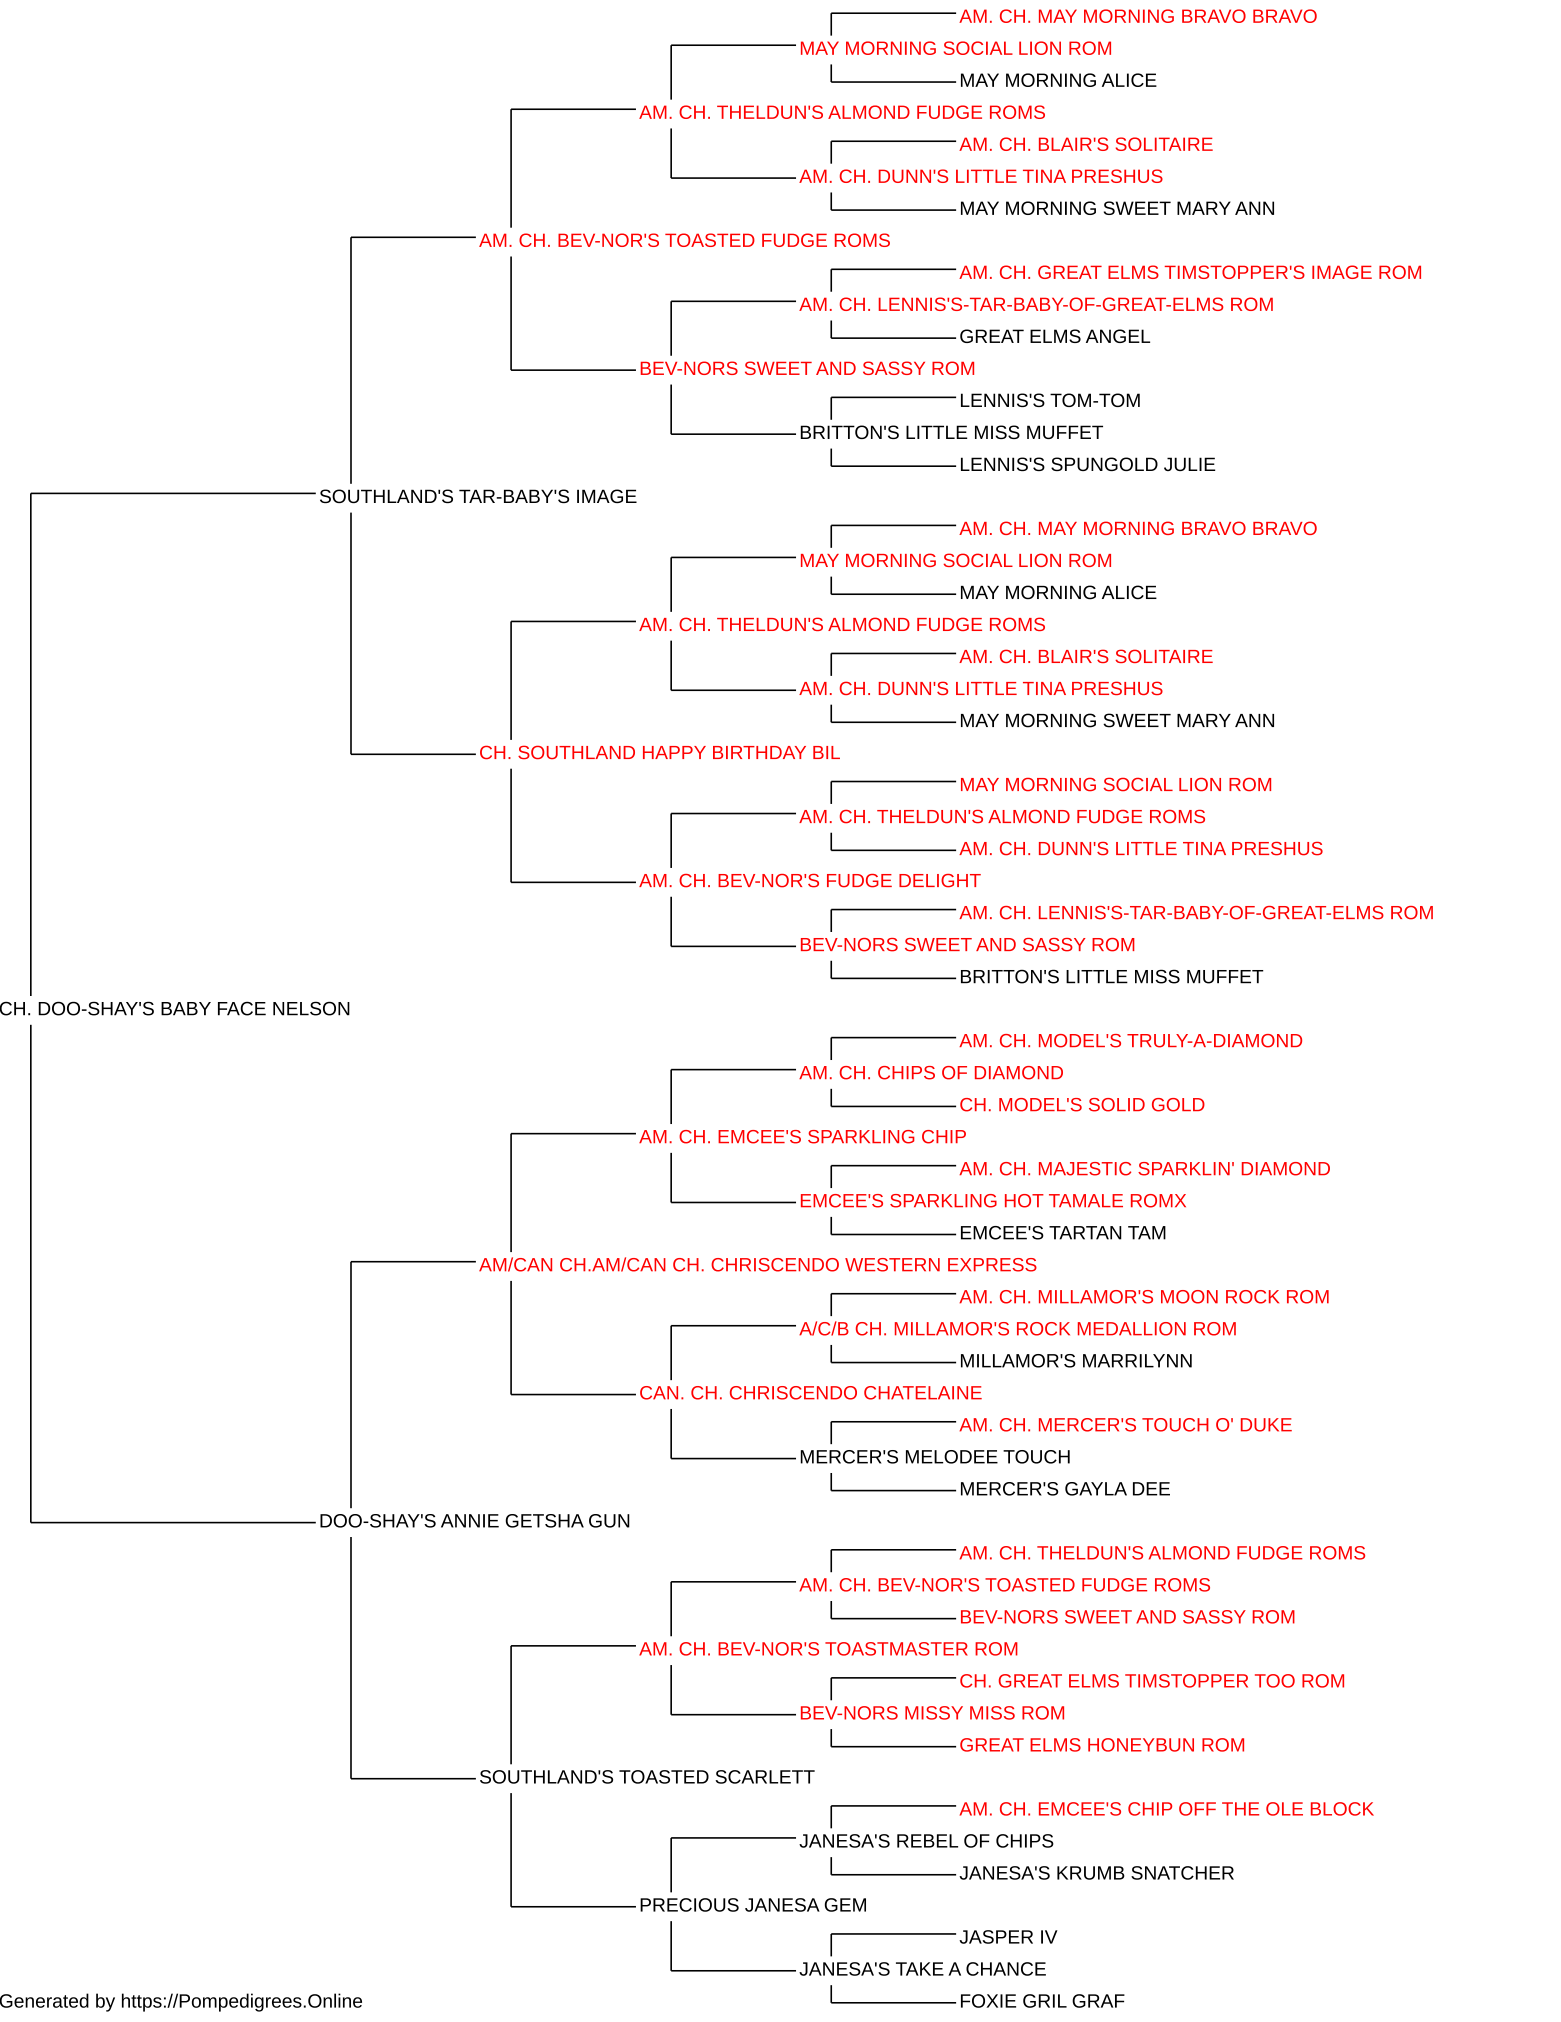 AM. CH. MAY MORNING BRAVO BRAVO
MAY MORNING SOCIAL LION ROM
MAY MORNING ALICE
AM. CH. THELDUN'S ALMOND FUDGE ROMS
AM. CH. BLAIR'S SOLITAIRE
AM. CH. DUNN'S LITTLE TINA PRESHUS
MAY MORNING SWEET MARY ANN
AM. CH. BEV-NOR'S TOASTED FUDGE ROMS
AM. CH. GREAT ELMS TIMSTOPPER'S IMAGE ROM
AM. CH. LENNIS'S-TAR-BABY-OF-GREAT-ELMS ROM
GREAT ELMS ANGEL
BEV-NORS SWEET AND SASSY ROM
LENNIS'S TOM-TOM
BRITTON'S LITTLE MISS MUFFET
LENNIS'S SPUNGOLD JULIE
SOUTHLAND'S TAR-BABY'S IMAGE
AM. CH. MAY MORNING BRAVO BRAVO
MAY MORNING SOCIAL LION ROM
MAY MORNING ALICE
AM. CH. THELDUN'S ALMOND FUDGE ROMS
AM. CH. BLAIR'S SOLITAIRE
AM. CH. DUNN'S LITTLE TINA PRESHUS
MAY MORNING SWEET MARY ANN
CH. SOUTHLAND HAPPY BIRTHDAY BIL
MAY MORNING SOCIAL LION ROM
AM. CH. THELDUN'S ALMOND FUDGE ROMS
AM. CH. DUNN'S LITTLE TINA PRESHUS
AM. CH. BEV-NOR'S FUDGE DELIGHT
AM. CH. LENNIS'S-TAR-BABY-OF-GREAT-ELMS ROM
BEV-NORS SWEET AND SASSY ROM
BRITTON'S LITTLE MISS MUFFET
CH. DOO-SHAY'S BABY FACE NELSON
AM. CH. MODEL'S TRULY-A-DIAMOND
AM. CH. CHIPS OF DIAMOND
CH. MODEL'S SOLID GOLD
AM. CH. EMCEE'S SPARKLING CHIP
AM. CH. MAJESTIC SPARKLIN' DIAMOND
EMCEE'S SPARKLING HOT TAMALE ROMX
EMCEE'S TARTAN TAM
AM/CAN CH.AM/CAN CH. CHRISCENDO WESTERN EXPRESS
AM. CH. MILLAMOR'S MOON ROCK ROM
A/C/B CH. MILLAMOR'S ROCK MEDALLION ROM
MILLAMOR'S MARRILYNN
CAN. CH. CHRISCENDO CHATELAINE
AM. CH. MERCER'S TOUCH O' DUKE
MERCER'S MELODEE TOUCH
MERCER'S GAYLA DEE
DOO-SHAY'S ANNIE GETSHA GUN
AM. CH. THELDUN'S ALMOND FUDGE ROMS
AM. CH. BEV-NOR'S TOASTED FUDGE ROMS
BEV-NORS SWEET AND SASSY ROM
AM. CH. BEV-NOR'S TOASTMASTER ROM
CH. GREAT ELMS TIMSTOPPER TOO ROM
BEV-NORS MISSY MISS ROM
GREAT ELMS HONEYBUN ROM
SOUTHLAND'S TOASTED SCARLETT
AM. CH. EMCEE'S CHIP OFF THE OLE BLOCK
JANESA'S REBEL OF CHIPS
JANESA'S KRUMB SNATCHER
PRECIOUS JANESA GEM
JASPER IV
JANESA'S TAKE A CHANCE
FOXIE GRIL GRAF
Generated by https://Pompedigrees.Online